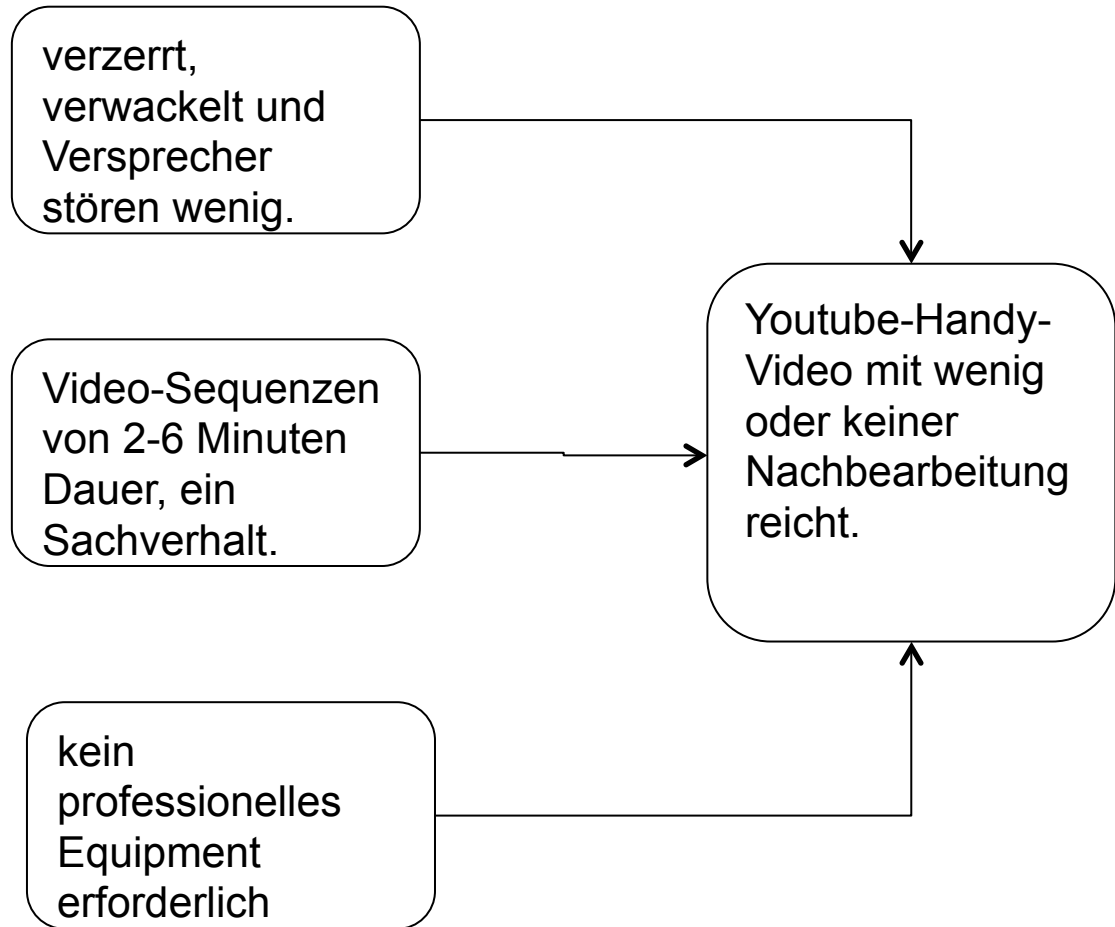 verzerrt,
verwackelt und
Versprecher
stören wenig.
Video-Sequenzen
von 2-6 Minuten
Dauer, ein
Sachverhalt.
kein
professionelles
Equipment
erforderlich
Youtube-Handy-
Video mit wenig
oder keiner
Nachbearbeitung
reicht.